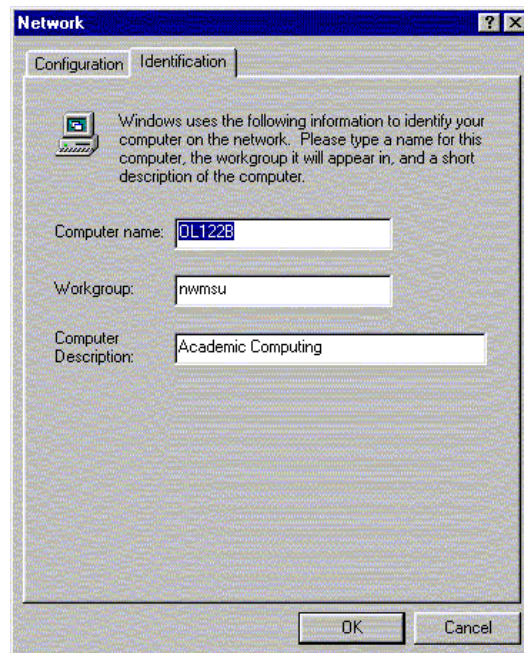 Network
Configuration
Identification
Windows uses the following information to identify your
computer on the network. Please type a name for this
computer, the workgroup it will appear in, and a short
description of the computer.
Computer name:
OL122B
Workgroup:
nwmsu
Computer
Description:
Academic Computing
OK
Cancel